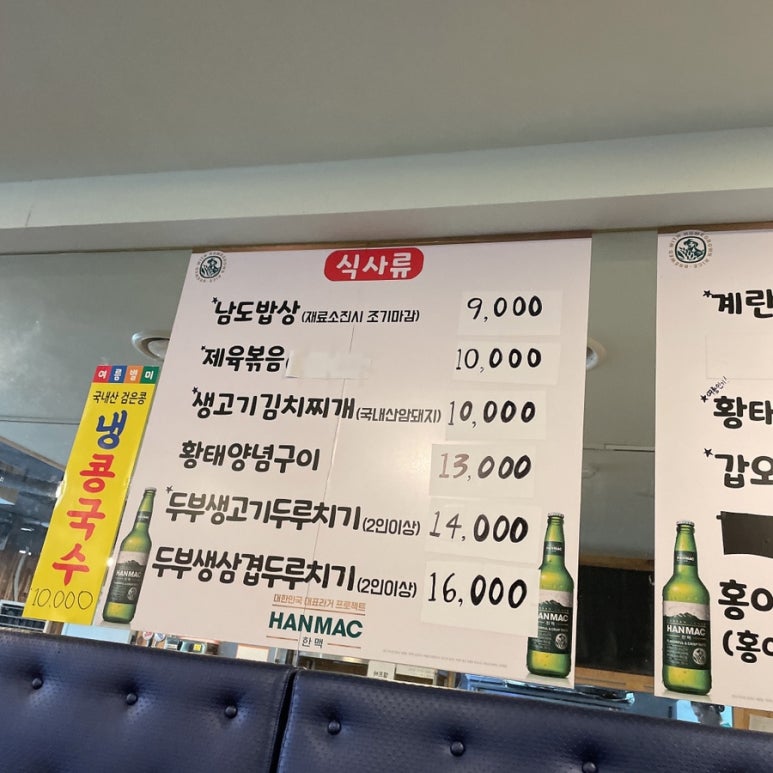 식사류
*남도밥상 (재료소진시 조기마감) 9,000
제육볶음 10,000
*생고기김치찌개 (국내산암돼지) 10,000
황태양념구이 13,000
*두부생고기두루치기 (2인이상) 14,000
두부생삼겹두루치기 (2인이상) 16,000
대한민국 대표라거 프로젝트
HANMAC
한맥
여름별미
국내산 검은콩
냉콩국수
10,000
HANMAC
HANMAC
HANMAC
한맥
*계란
*황태
*갑오
홍어